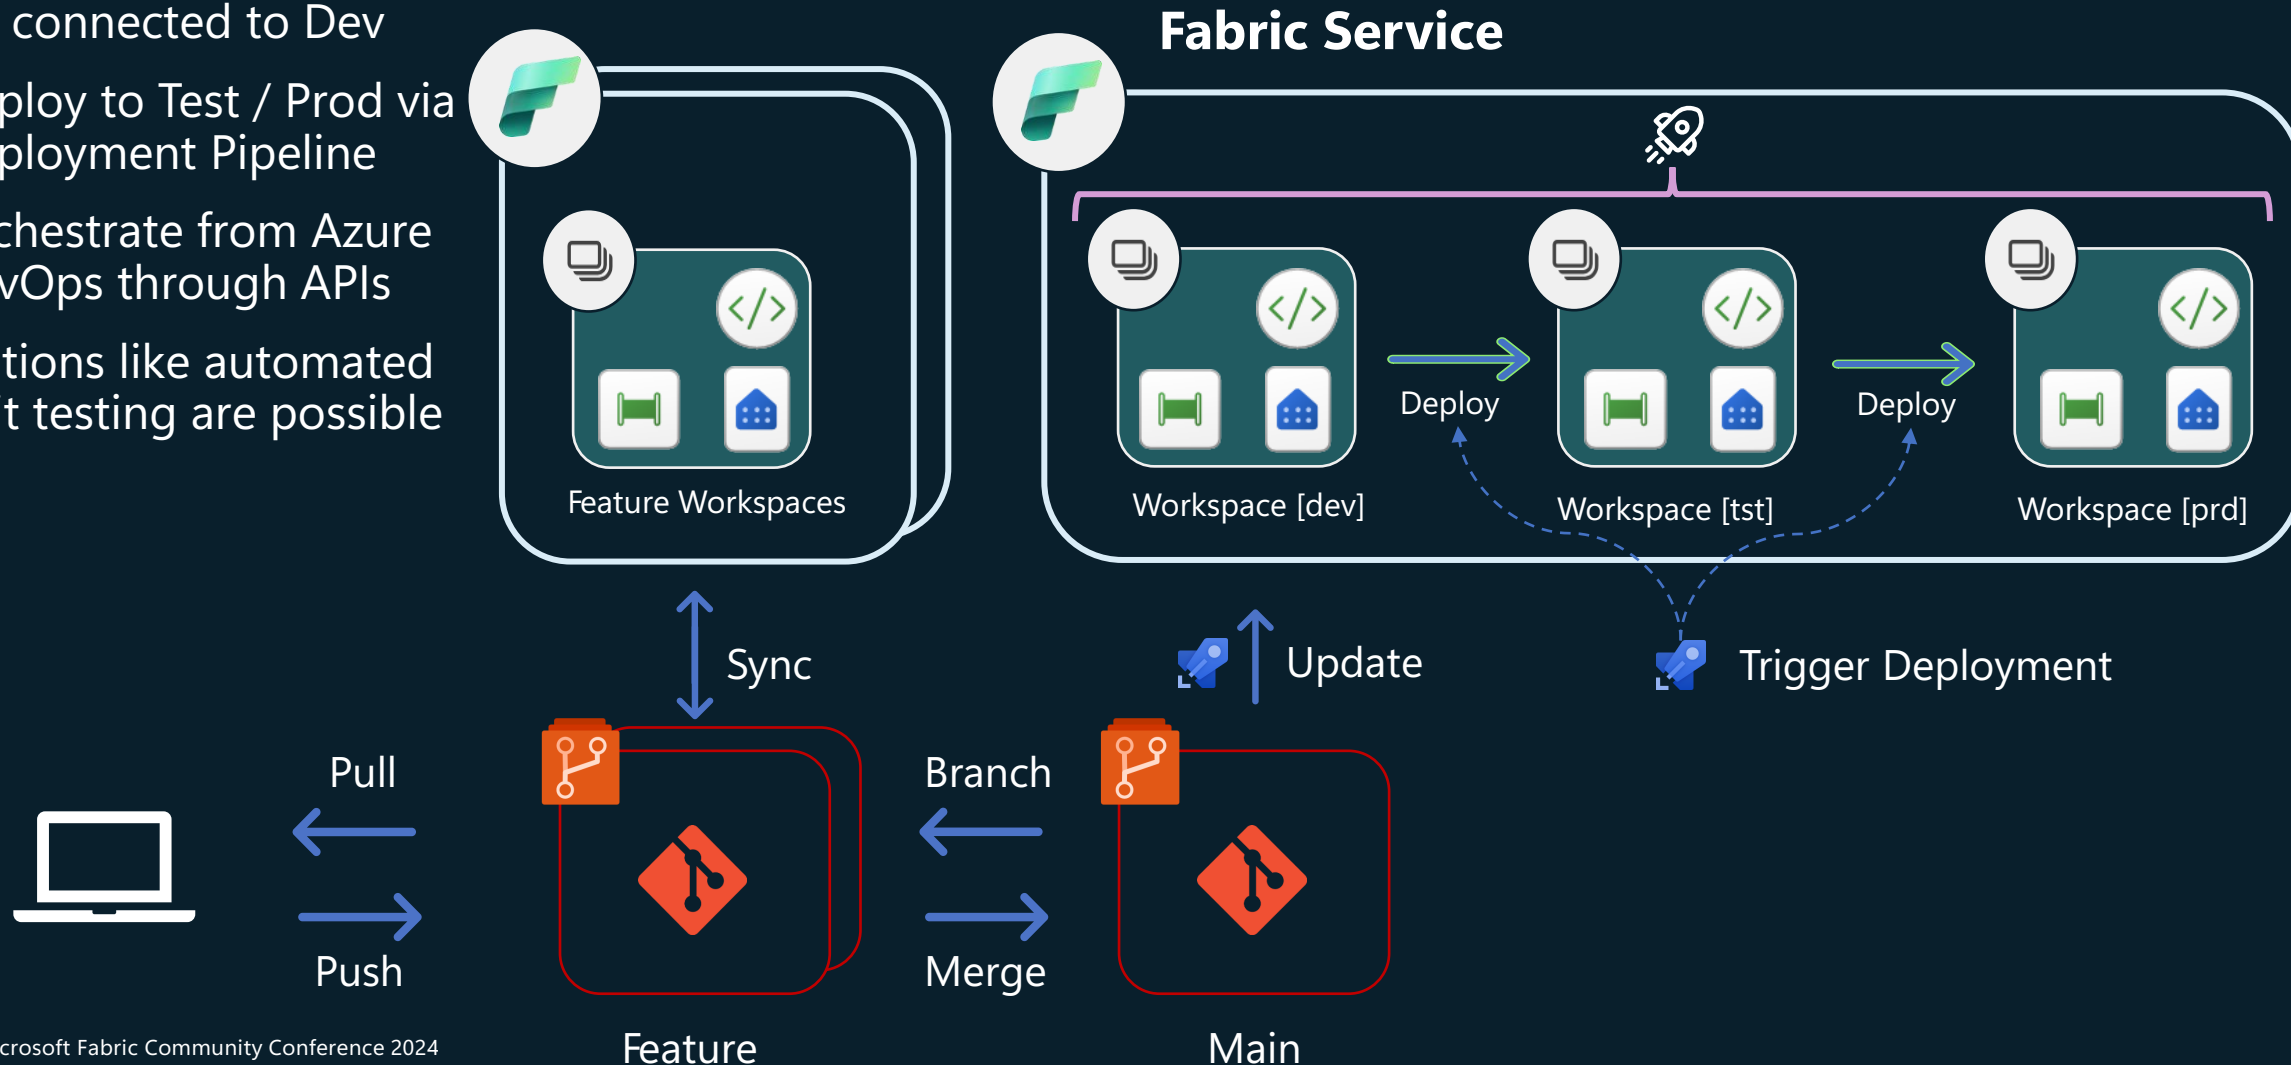 connected to Dev
ploy to Test / Prod via
ployment Pipeline
chestrate from Azure
vOps through APIs
tions like automated
it testing are possible
Fabric Service
Feature Workspaces
Workspace [dev]
Deploy
Workspace [tst]
Deploy
Workspace [prd]
Sync
Update
Trigger Deployment
Pull
Push
Branch
Merge
Feature
Main
crosoft Fabric Community Conference 2024